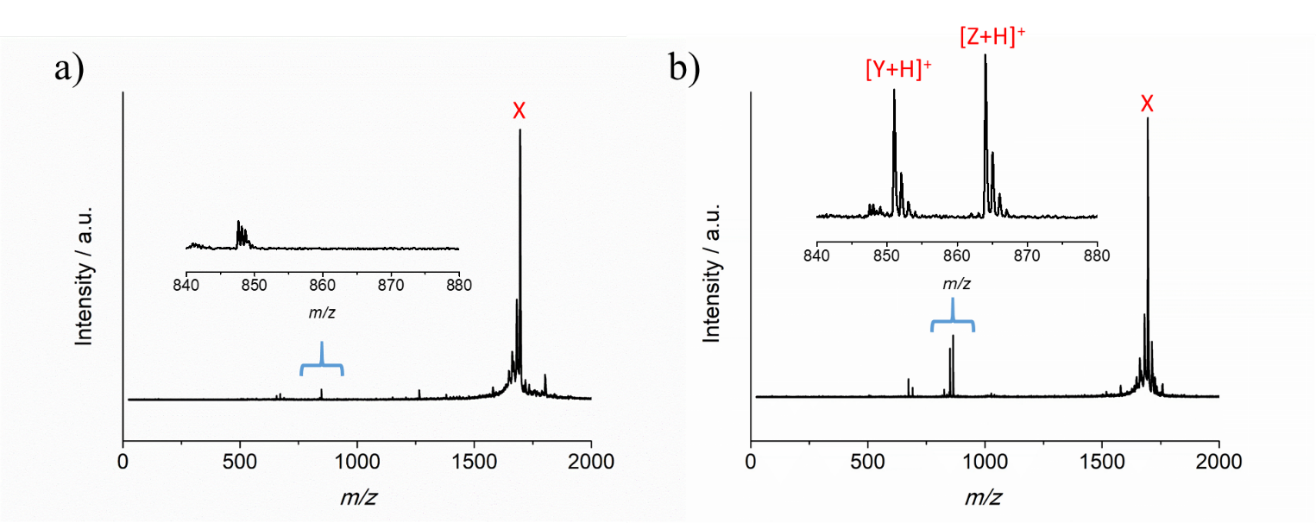 a)
X
Intensity / a.u.
840 850 860 870 880
m/z
0 500 1000 1500 2000
m/z
b)
[Z+H]+
[Y+H]+
X
Intensity / a.u.
840 850 860 870 880
m/z
0 500 1000 1500 2000
m/z